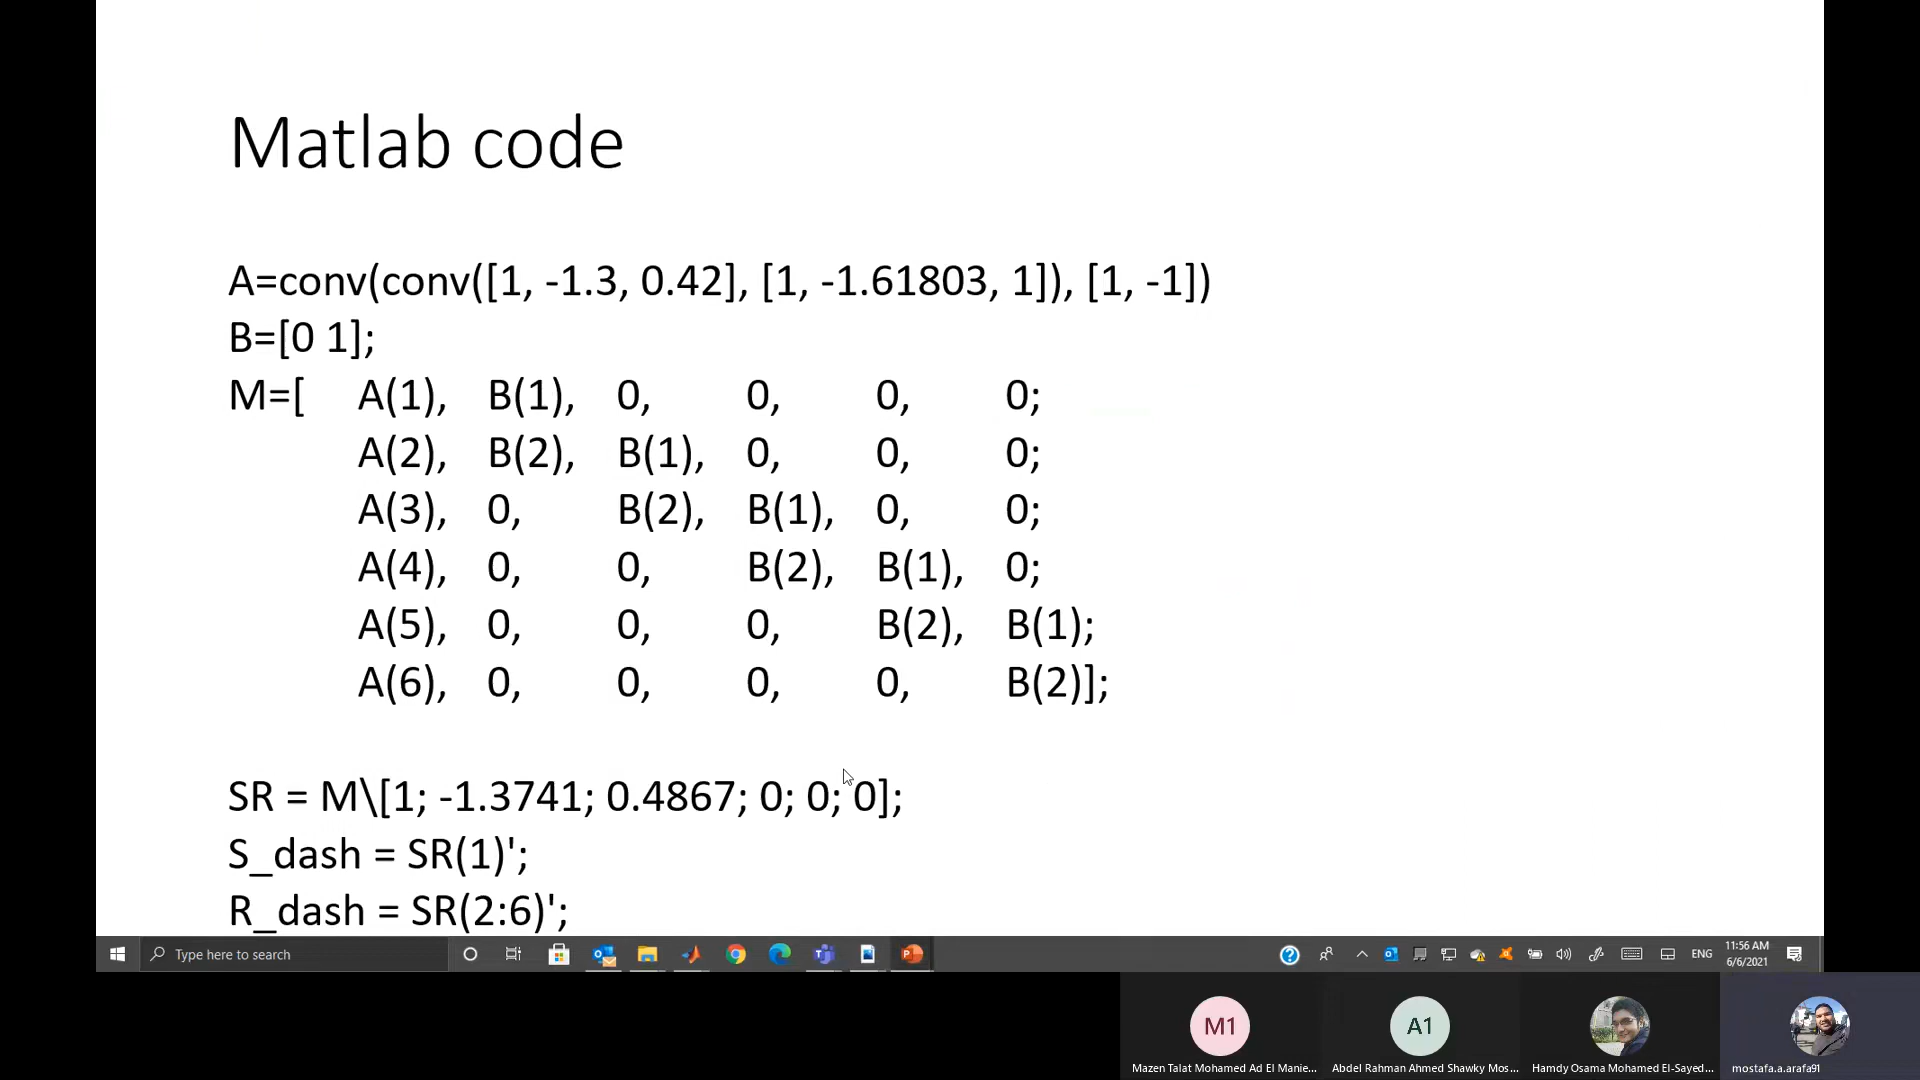 Matlab code
A=conv(conv([1, -1.3, 0.42], [1, -1.61803, 1]), [1, -1])
B=[0 1];
M=[ A(1), B(1), 0, 0, 0, 0;
A(2), B(2), B(1), 0, 0, 0;
A(3), 0, B(2), B(1), 0, 0;
A(4), 0, 0, B(2), B(1), 0;
A(5), 0, 0, 0, B(2), B(1);
A(6), 0, 0, 0, 0, B(2)];
SR = M\[1; -1.3741; 0.4867; 0; 0; 0];
S_dash = SR(1)';
R_dash = SR(2:6)';
Type here to search
ENG
11:56 AM
6/6/2021
M1
A1
Mazen Talat Mohamed Ad El Manie...
Abdel Rahman Ahmed Shawky Mos...
Hamdy Osama Mohamed El-Sayed...
mostafa.a.arafa91